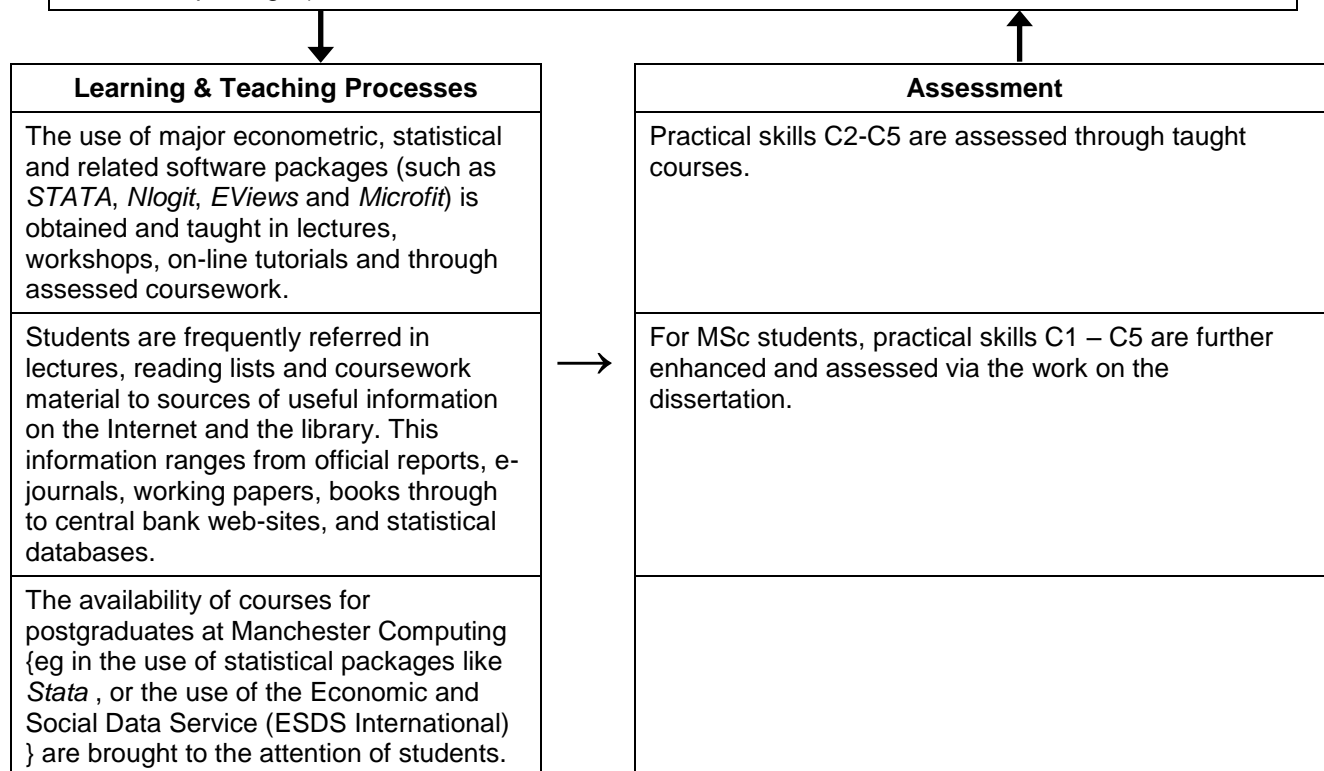 Learning & Teaching Processes
The use of major econometric, statistical
and related software packages (such as
STATA, Nlogit, EViews and Microfit) is
obtained and taught in lectures,
workshops, on-line tutorials and through
assessed coursework.
Students are frequently referred in
lectures, reading lists and coursework
material to sources of useful information
on the Internet and the library. This
information ranges from official reports, e-
journals, working papers, books through
to central bank web-sites, and statistical
databases.
The availability of courses for
postgraduates at Manchester Computing
{eg in the use of statistical packages like
Stata , or the use of the Economic and
Social Data Service (ESDS International)
} are brought to the attention of students.
Assessment
Practical skills C2-C5 are assessed through taught
courses.
For MSc students, practical skills C1 – C5 are further
enhanced and assessed via the work on the
dissertation.